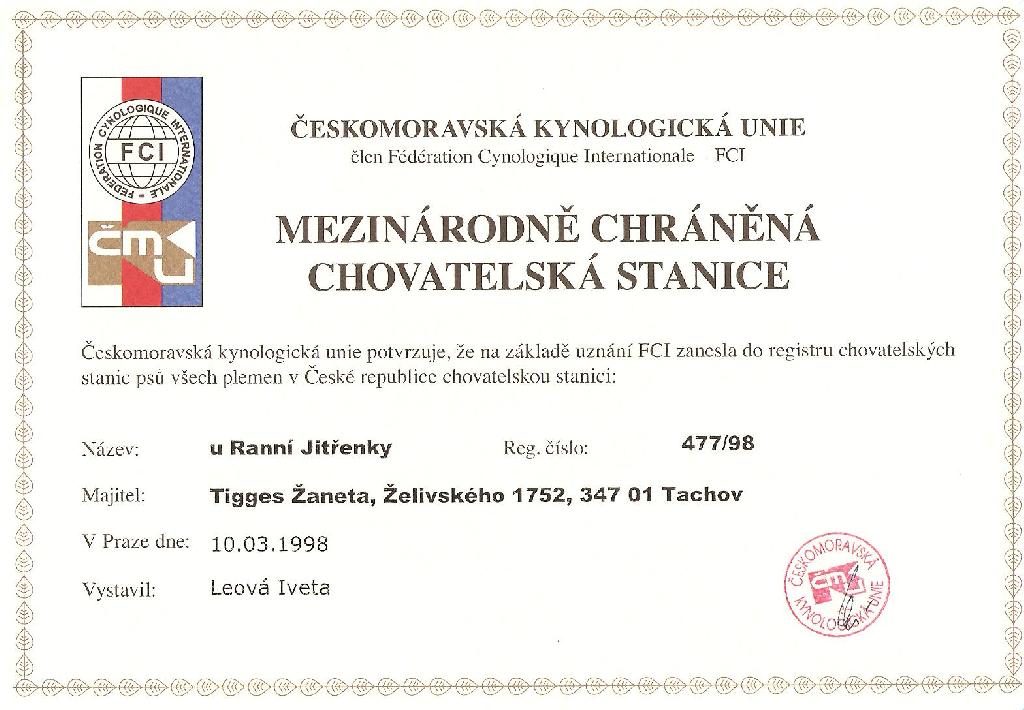 FEDERATION CYNOLOGIQUE INTERNATIONALE -
FCI
ČMKU
ČESKOMORAVSKÁ KYNOLOGICKÁ UNIE
člen Fédération Cynologique Internationale FCI
MEZINÁRODNĚ CHRÁNĚNÁ
CHOVATELSKÁ STANICE
Českomoravská kynologická unie potvrzuje, že na základě uznání FCI zanesla do registru chovatelských
stanic psů všech plemen v České republice chovatelskou stanici:
Název: u Ranní Jitřenky Reg. číslo: 477/98
Majitel: Tigges Žaneta, Želivského 1752, 347 01 Tachov
V Praze dne: 10.03.1998
Vystavil: Leová Iveta
ČESKOMORAVSKÁ
KYNOLOGICKÁ UNIE